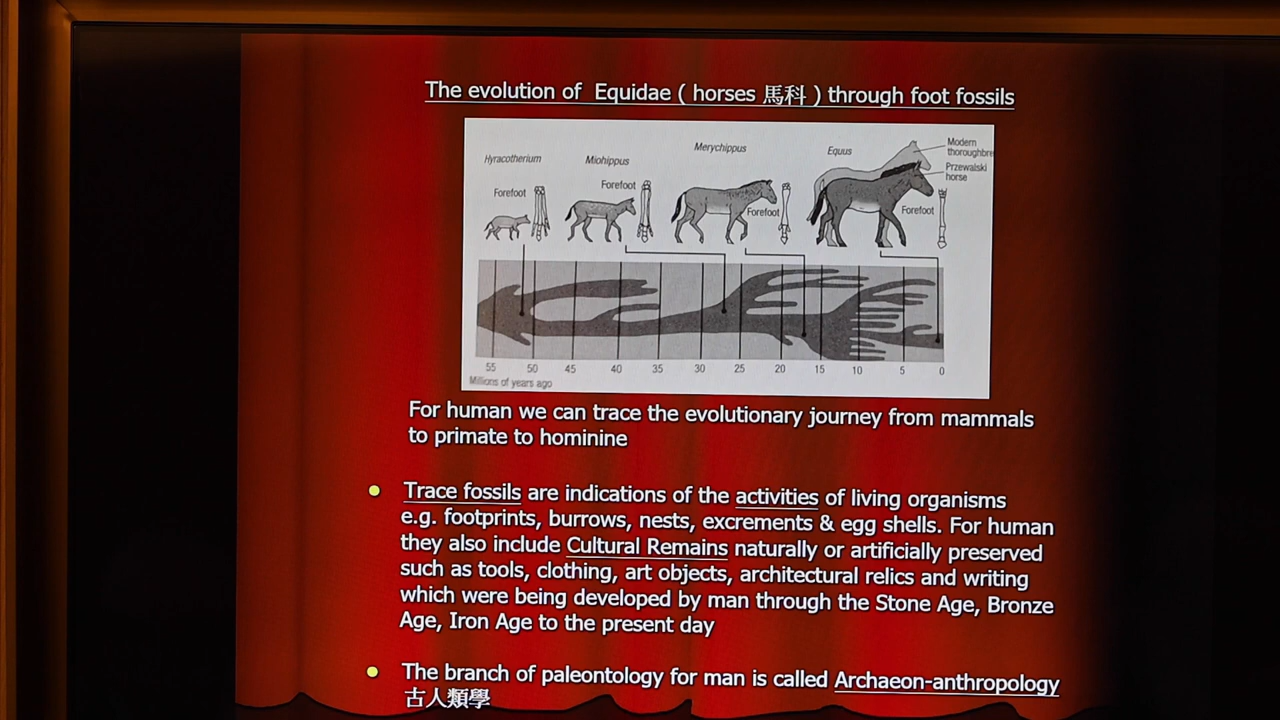 The evolution of Equidae ( horses 馬科 ) through foot fossils
Merychippus
Modern
thoroughbre
Hyracotherium
Miohippus
Equus
Przewalski
horse
Forefoot
Forefoot
Forefoot
Forefoot
55 50 45 40 35 30 25 20 15 10 5 0
Millions of years ago
For human we can trace the evolutionary journey from mammals
to primate to hominine
Trace fossils are indications of the activities of living organisms
e.g. footprints, burrows, nests, excrements & egg shells. For human
they also include Cultural Remains naturally or artificially preserved
such as tools, clothing, art objects, architectural relics and writing
which were being developed by man through the Stone Age, Bronze
Age, Iron Age to the present day
The branch of paleontology for man is called Archaeon-anthropology
古人類學